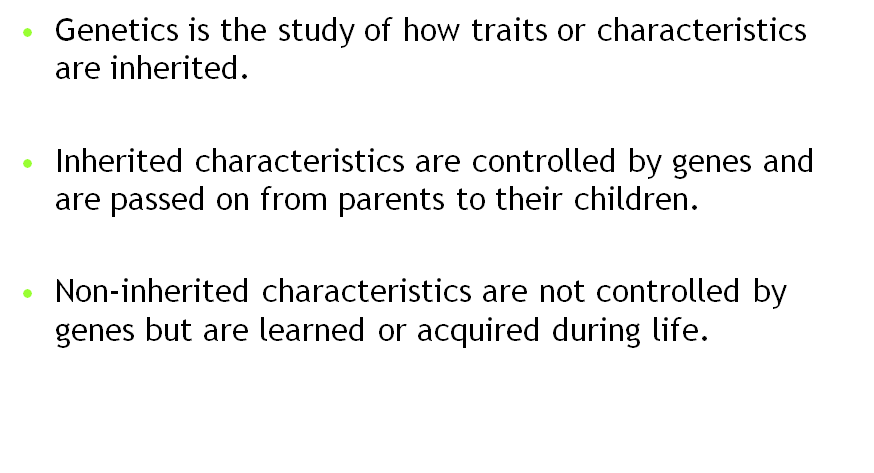 • Genetics is the study of how traits or characteristics
are inherited.
• Inherited characteristics are controlled by genes and
are passed on from parents to their children.
• Non-inherited characteristics are not controlled by
genes but are learned or acquired during life.